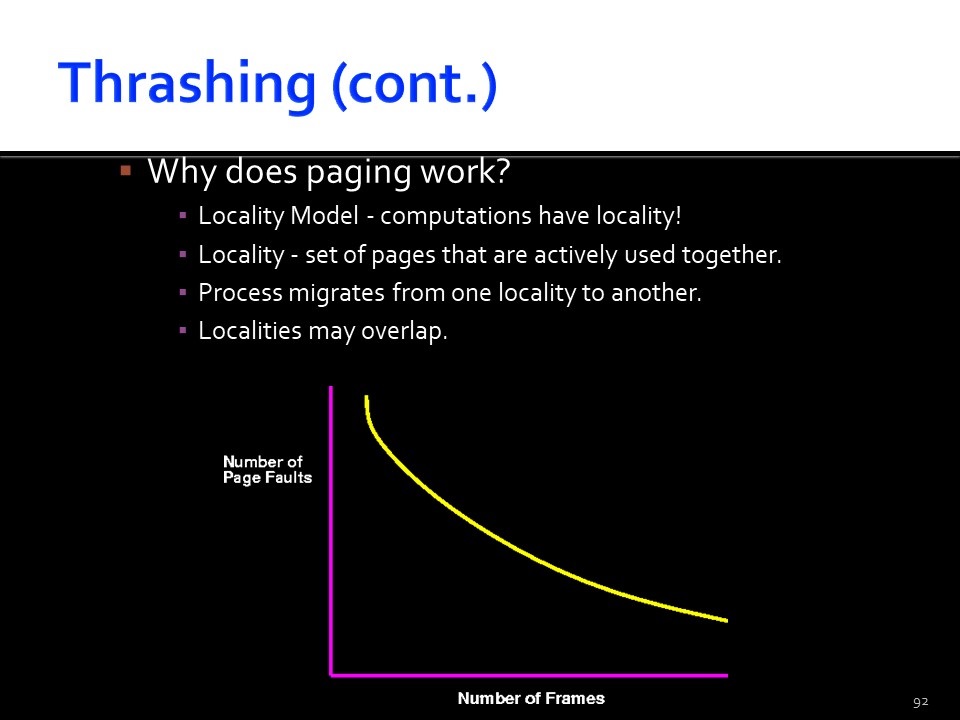 Thrashing (cont.)
▪ Why does paging work?
▪ Locality Model - computations have locality!
▪ Locality - set of pages that are actively used together.
▪ Process migrates from one locality to another.
▪ Localities may overlap.
Number of
Page Faults
Number of Frames
92